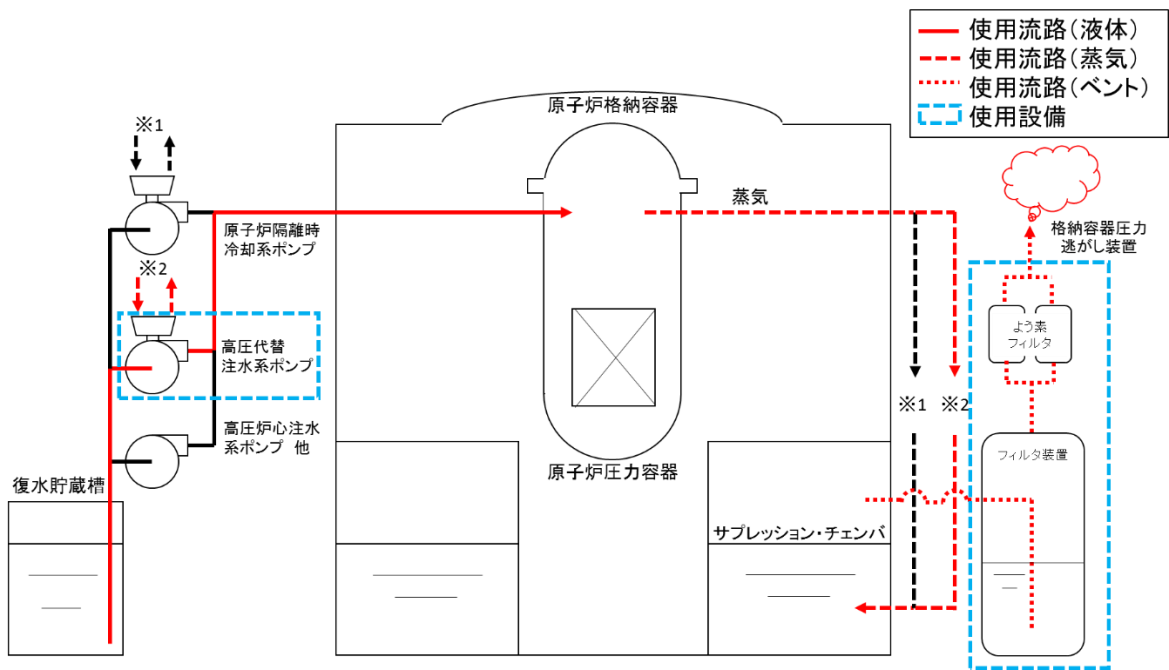 使用流路(液体)
使用流路(蒸気)
使用流路(ベント)
使用設備
原子炉格納容器
※1
蒸気
原子炉隔離時
冷却系ポンプ
格納容器圧力
逃がし装置
※2
よう素
フィルタ
高圧代替
注水系ポンプ
※1
※2
高圧炉心注水
系ポンプ 他
フィルタ装置
原子炉圧力容器
復水貯蔵槽
サプレッション・チェンバ